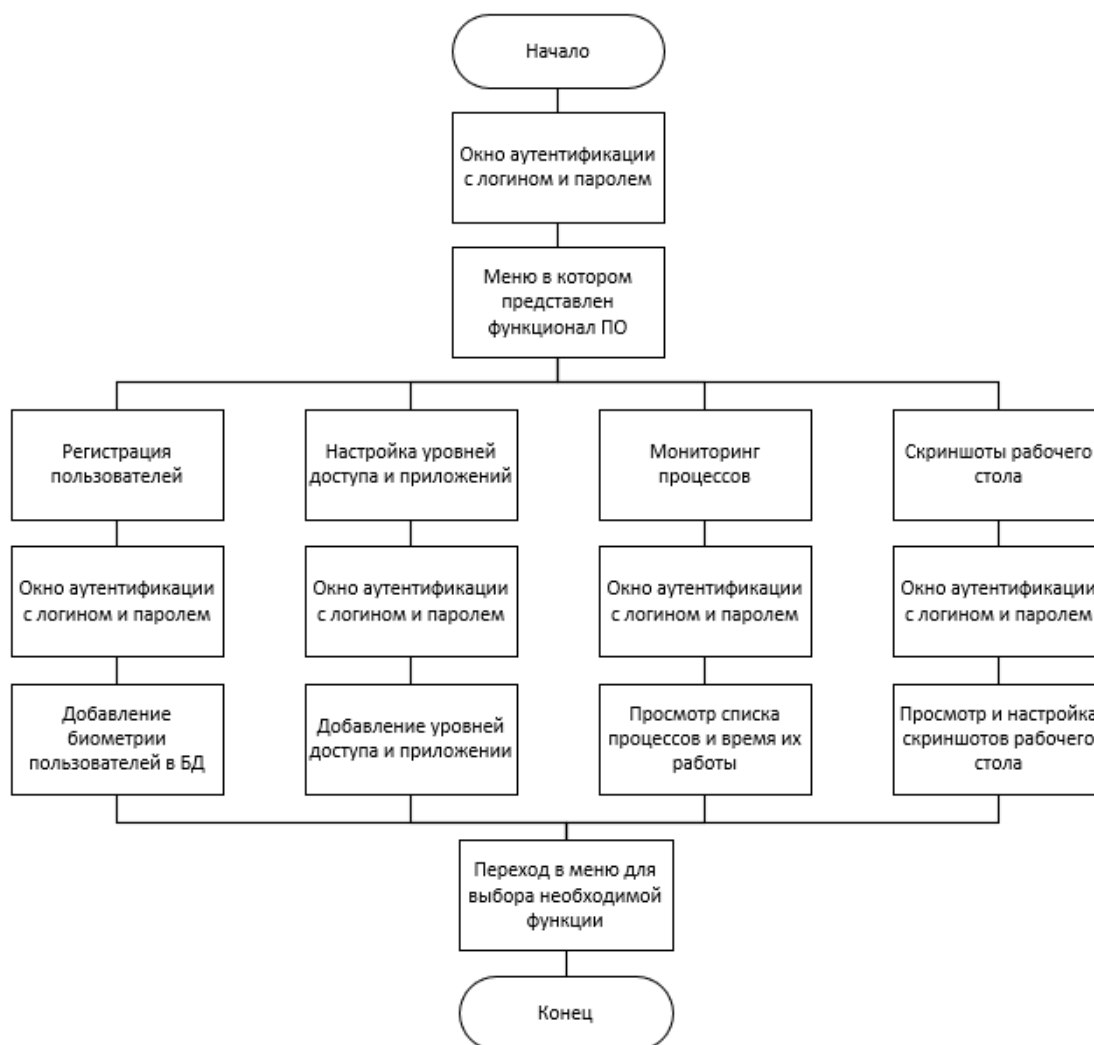 Начало
Окно аутентификации
с логином и паролем
Меню в котором
представлен
функционал ПО
Регистрация
пользователей
Настройка уровней
доступа и приложений
Мониторинг
процессов
Скриншоты рабочего
стола
Окно аутентификации
с логином и паролем
Окно аутентификации
с логином и паролем
Окно аутентификации
с логином и паролем
Окно аутентификации
с логином и паролем
Добавление
биометрии
пользователей в БД
Добавление уровней
доступа и приложении
Просмотр списка
процессов и время их
работы
Просмотр и настройка
скриншотов рабочего
стола
Переход в меню для
выбора необходимой
функции
Конец